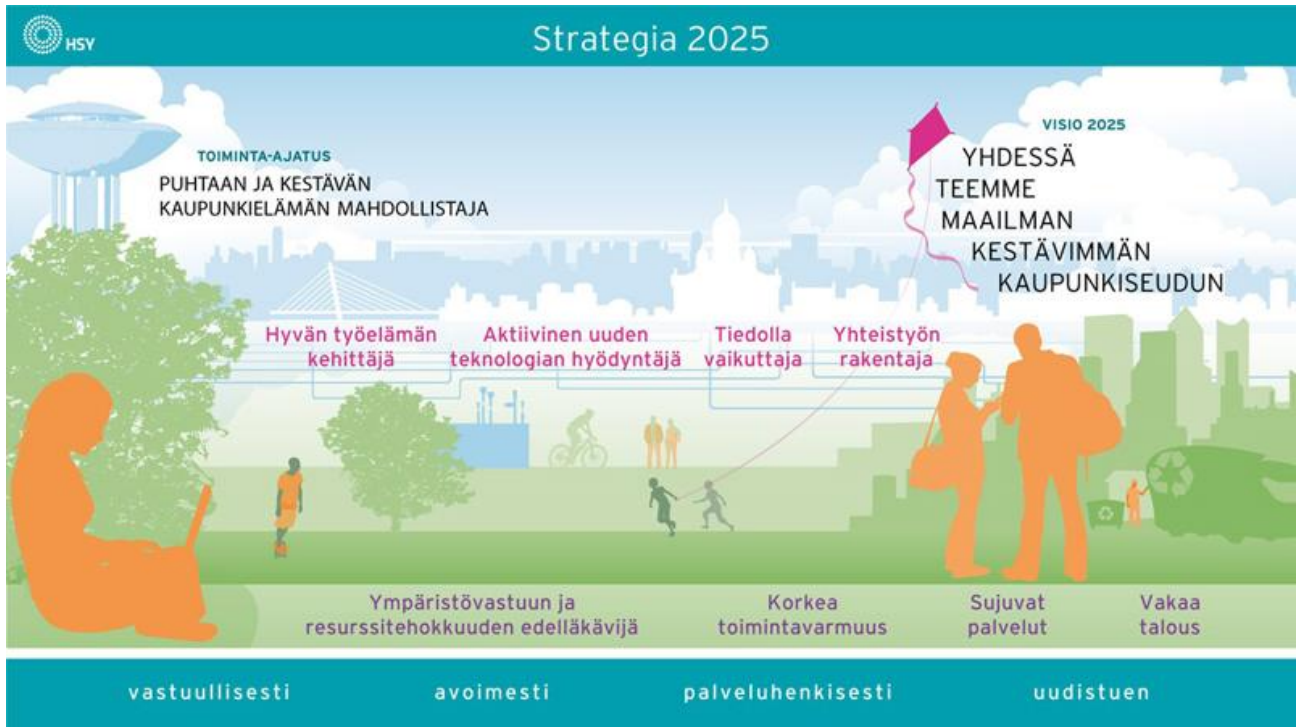 HSY
Strategia 2025
TOIMINTA-AJATUS
PUHTAAN JA KESTÄVÄN
KAUPUNKIELÄMÄN MAHDOLLISTAJA
VISIO 2025
YHDESSÄ
TEEMME
MAAILMAN
KESTÄVIMMÄN
KAUPUNKISEUDUN
Hyvän työelämän
kehittäjä
Aktiivinen uuden
teknologian hyödyntäjä
Tiedolla
vaikuttaja
Yhteistyön
rakentaja
Ympäristövastuun ja
resurssitehokkuuden edelläkävijä
Korkea
toimintavarmuus
Sujuvat
palvelut
Vakaa
talous
vastuullisesti avoimesti palveluhenkisesti uudistuen